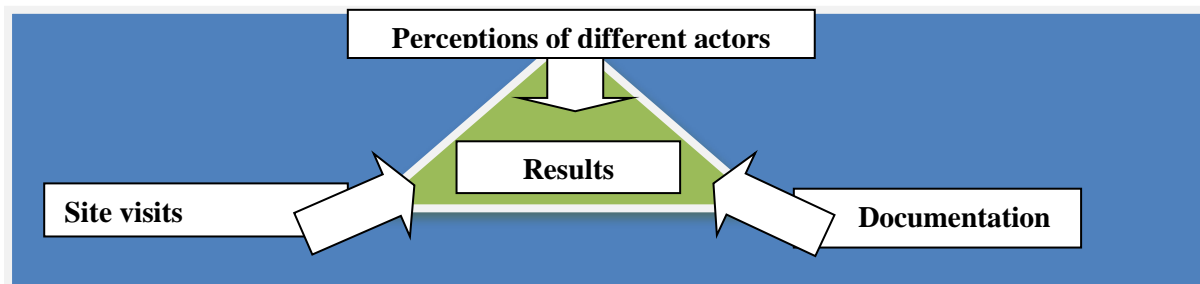 Perceptions of different actors
Results
Site visits
Documentation